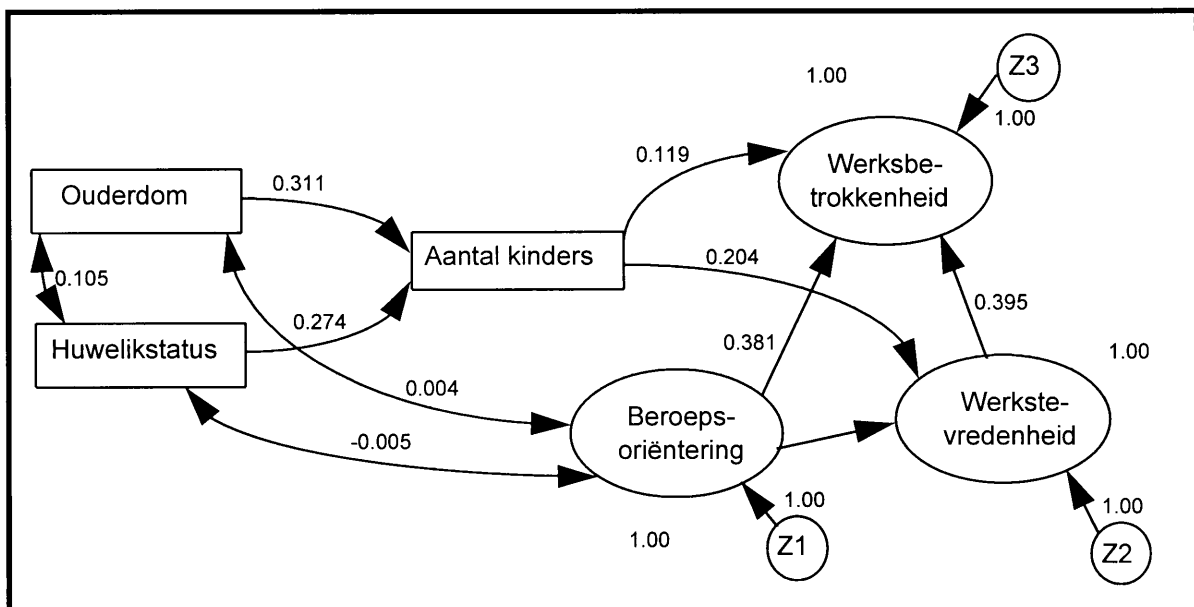 Z3
1.00
1.00
Werksbe-
trokkenheid
0.119
Ouderdom
0.311
Aantal kinders
0.204
0.105
0.395
0.274
Huwelikstatus
0.381
1.00
0.004
Beroeps-
oriëntering
Werkste-
vredenheid
-0.005
1.00
1.00
1.00
Z1
Z2